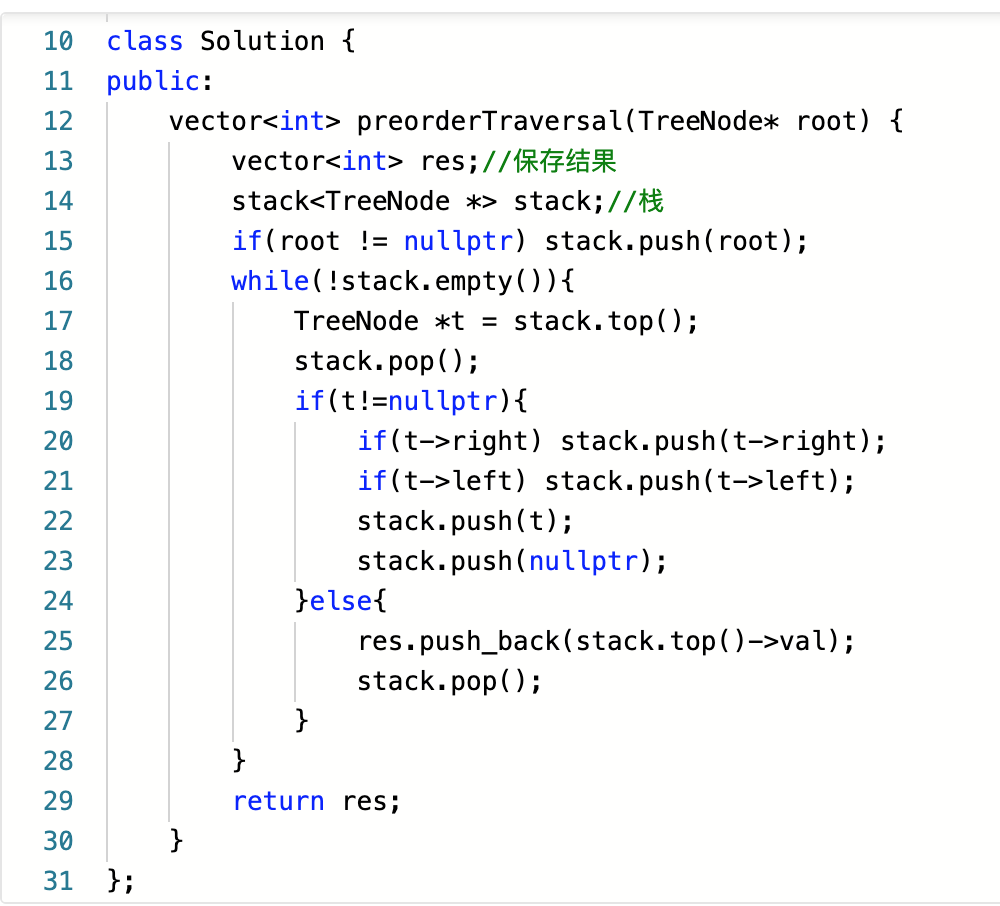 10 class Solution {
11 public:
12     vector<int> preorderTraversal(TreeNode* root) {
13         vector<int> res;//保存结果
14         stack<TreeNode *> stack;//栈
15         if(root != nullptr) stack.push(root);
16         while(!stack.empty()){
17             TreeNode *t = stack.top();
18             stack.pop();
19             if(t!=nullptr){
20                 if(t->right) stack.push(t->right);
21                 if(t->left) stack.push(t->left);
22                 stack.push(t);
23                 stack.push(nullptr);
24             }else{
25                 res.push_back(stack.top()->val);
26                 stack.pop();
27             }
28         }
29         return res;
30     }
31 };